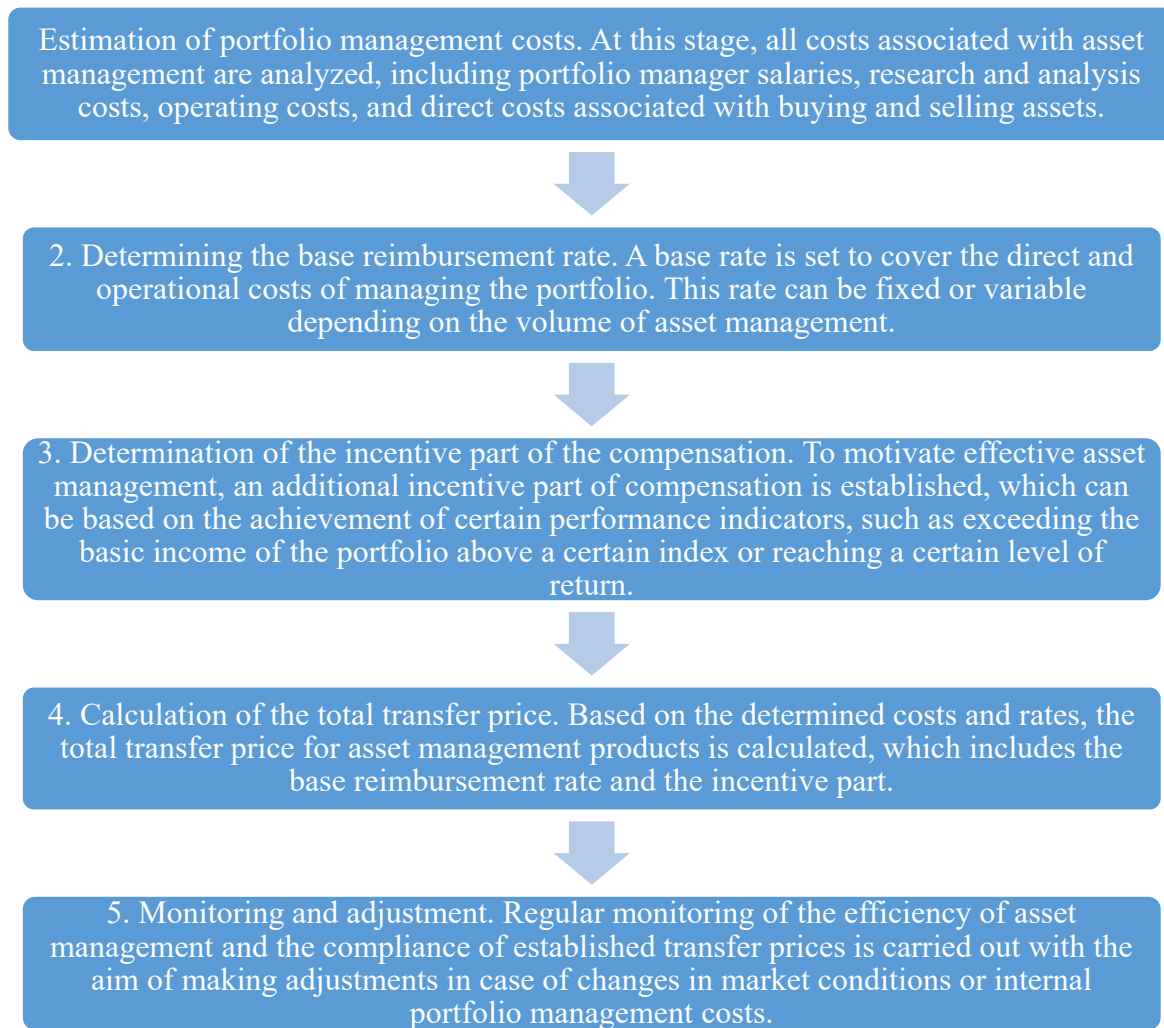 Estimation of portfolio management costs. At this stage, all costs associated with asset
management are analyzed, including portfolio manager salaries, research and analysis
costs, operating costs, and direct costs associated with buying and selling assets.
2. Determining the base reimbursement rate. A base rate is set to cover the direct and
operational costs of managing the portfolio. This rate can be fixed or variable
depending on the volume of asset management.
3. Determination of the incentive part of the compensation. To motivate effective asset
management, an additional incentive part of compensation is established, which can
be based on the achievement of certain performance indicators, such as exceeding the
basic income of the portfolio above a certain index or reaching a certain level of
return.
4. Calculation of the total transfer price. Based on the determined costs and rates, the
total transfer price for asset management products is calculated, which includes the
base reimbursement rate and the incentive part.
5. Monitoring and adjustment. Regular monitoring of the efficiency of asset
management and the compliance of established transfer prices is carried out with the
aim of making adjustments in case of changes in market conditions or internal
portfolio management costs.